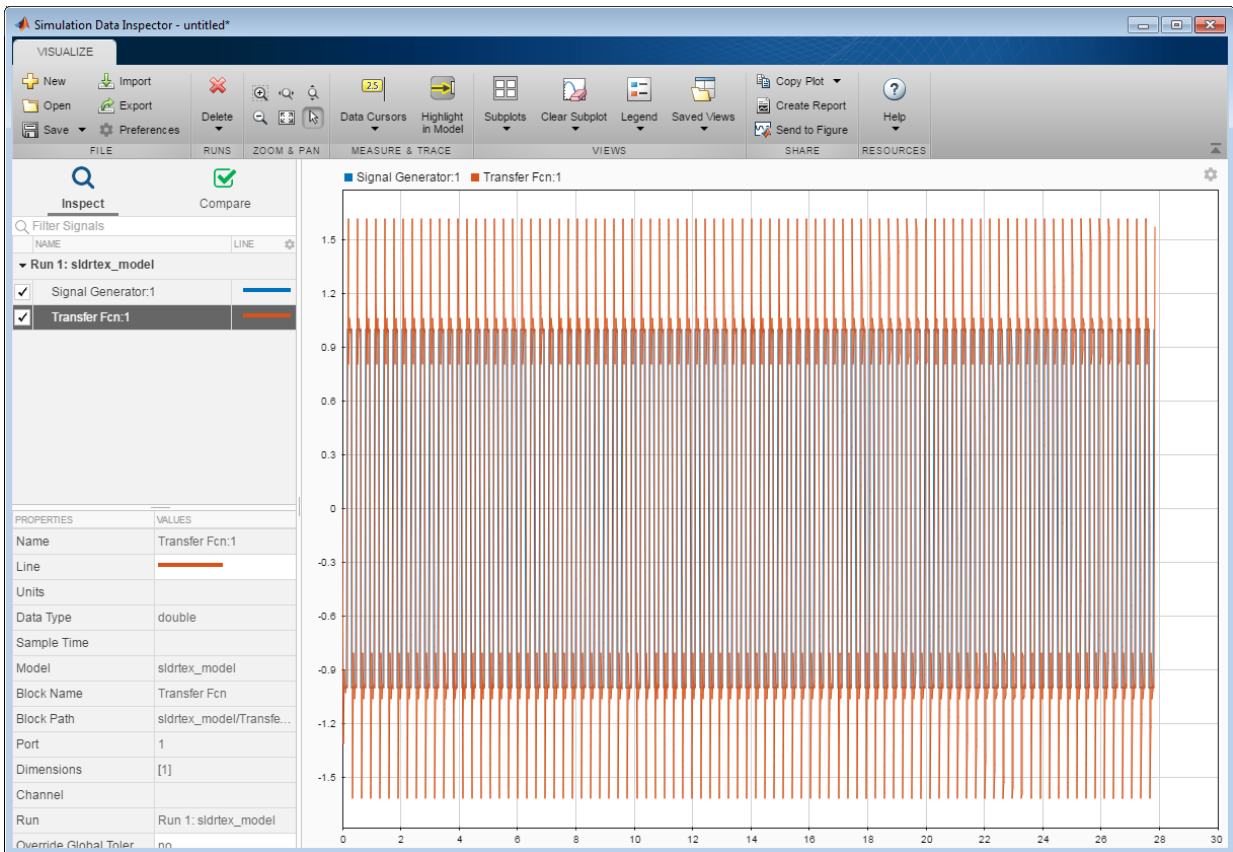 Simulation Data Inspector - untitled*
VISUALIZE
New Import
Open Export
Save Preferences
Delete
Data Cursors
Highlight
in Model
Subplots
Clear Subplot
Legend
Saved Views
Copy Plot
Create Report
Send to Figure
Help
FILE RUNS ZOOM & PAN MEASURE & TRACE VIEWS SHARE RESOURCES
2.5
Inspect Compare
Filter Signals
NAME LINE
Run 1: sldrtex_model
Signal Generator:1
Transfer Fcn:1
PROPERTIES VALUES
Name Transfer Fcn:1
Line
Units
Data Type double
Sample Time
Model sldrtex_model
Block Name Transfer Fcn
Block Path sldrtex_model/Transfe...
Port 1
Dimensions [1]
Channel
Run Run 1: sldrtex_model
Override Global Toler no
Signal Generator:1 Transfer Fcn:1
1.5
1.2
0.9
0.6
0.3
0
-0.3
-0.6
-0.9
-1.2
-1.5
0 2 4 6 8 10 12 14 16 18 20 22 24 26 28 30